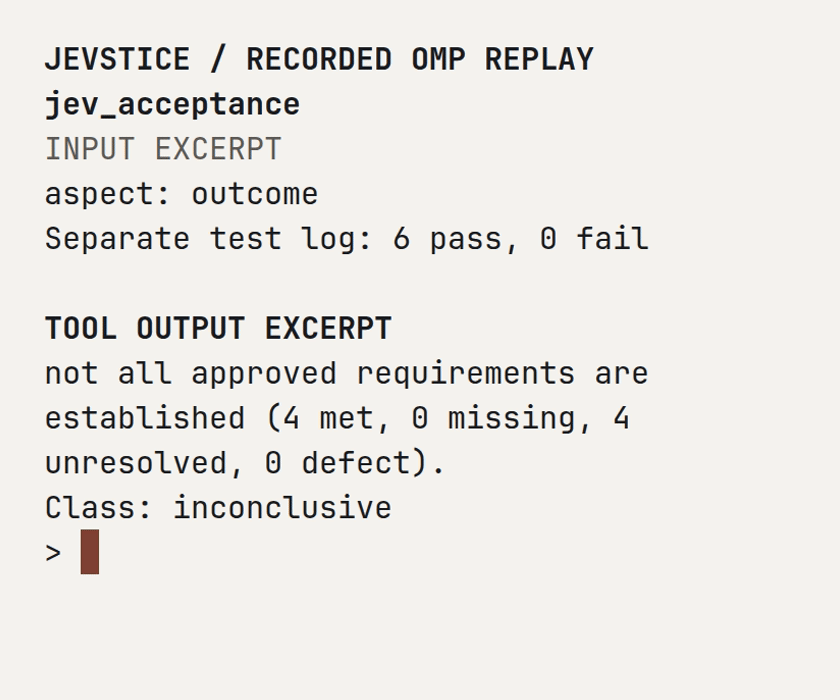 JEVSTICE / RECORDED OMP REPLAY
jev_acceptance
INPUT EXCERPT
aspect: outcome
Separate test log: 6 pass, 0 fail
TOOL OUTPUT EXCERPT
not all approved requirements are
established (4 met, 0 missing, 4
unresolved, 0 defect).
Class: inconclusive
>